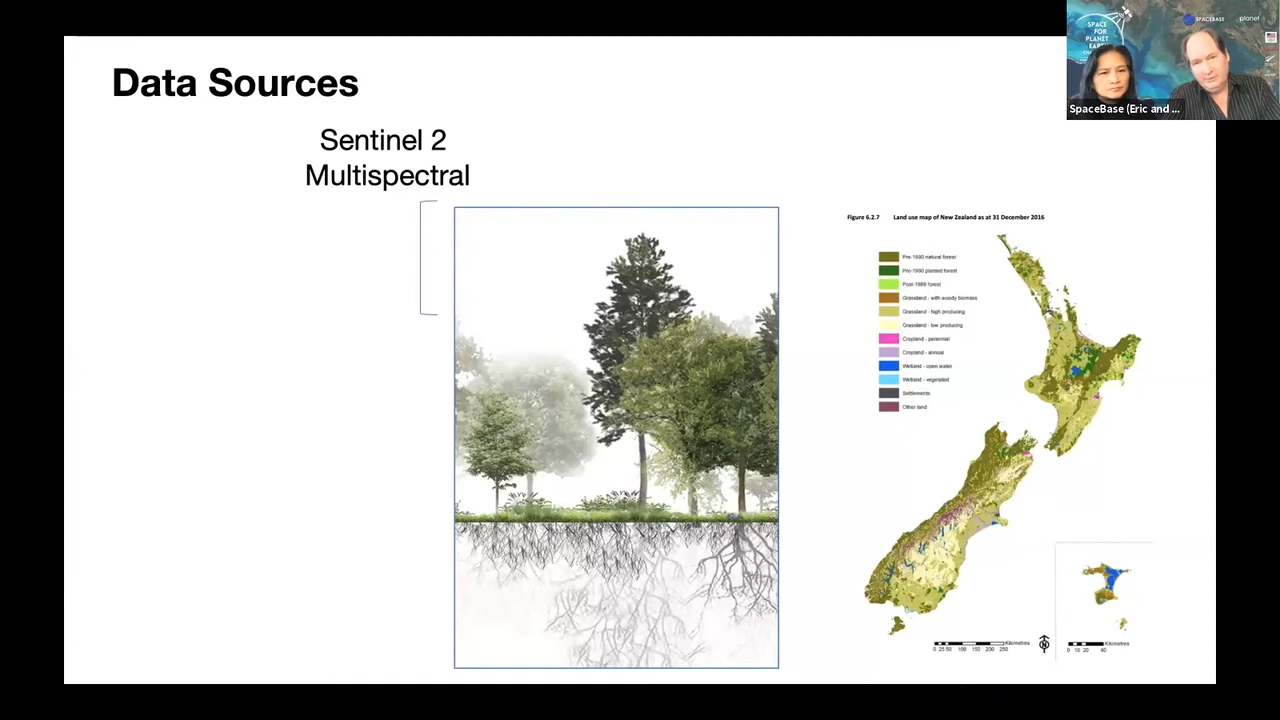 Data Sources
Sentinel 2
Multispectral
SPACE
FOR
PLANET
EARTH
SPACEBASE
planet
SpaceBase (Eric and ...
Figure 6.2.7 Land use map of New Zealand as at 31 December 2016
Pre-1990 natural forest
Pre-1990 planted forest
Post-1989 forest
Grassland - with woody biomass
Grassland - high producing
Grassland - low producing
Cropland - perennial
Cropland - annual
Wetland - open water
Wetland - vegetated
Settlements
Other land
Kilometres
0 25 50 100 150 200 250
N
Kilometres
0 10 20 40